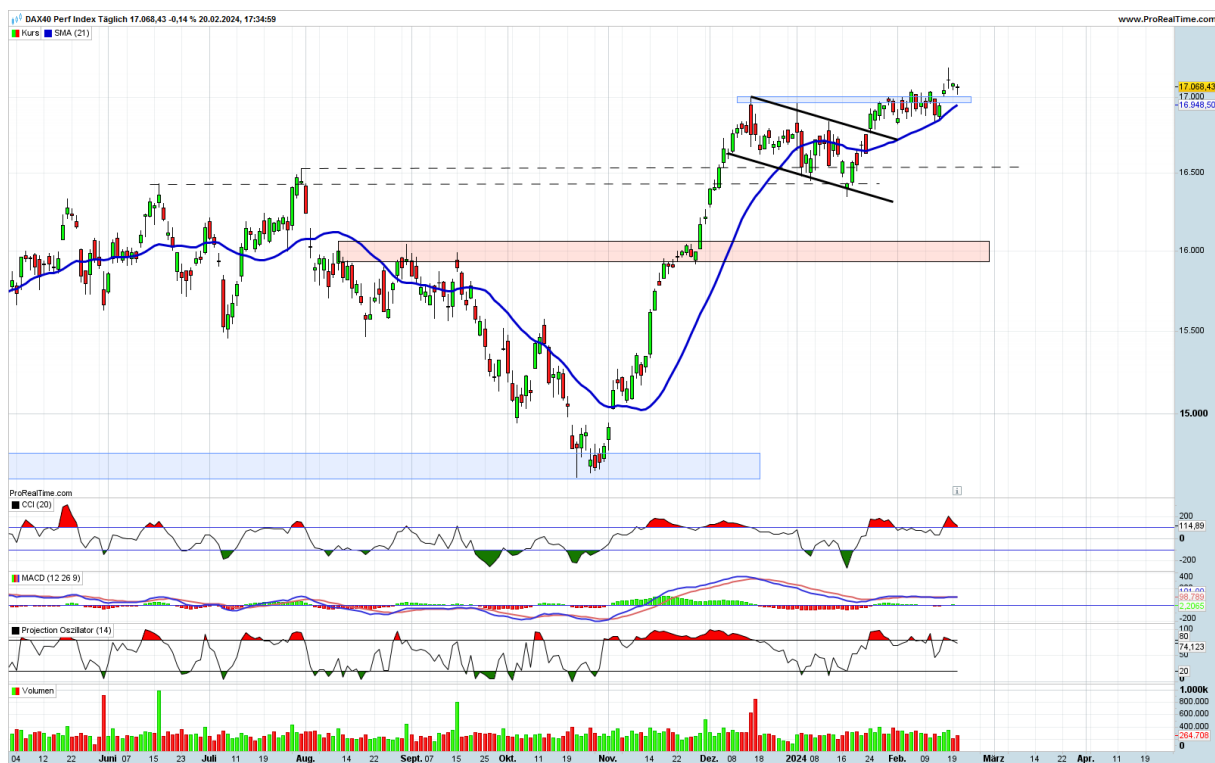 DAX40 Perf Index Täglich 17.068,43 -0,14 % 20.02.2024, 17:34:59
www.ProRealTime.com
Kurs SMA (21)
17.068,43
17.000
16.948,50
16.500
16.000
15.500
15.000
ProRealTime.com
CCI (20)
200
114,89
0
-200
MACD (12 26 9)
400
98,789
2,2065
-200
Projection Oszillator (14)
100
80
74,123
50
20
0
Volumen
1.000k
800.000
600.000
400.000
264.708
0
04 12 22 Juni 07 15 23 Juli 11 19 Aug. 14 22 Sept. 07 15 25 Okt. 11 19 Nov. 14 22 Dez. 08 18 2024 08 16 24 Feb. 09 19 März 14 22 Apr. 11 19